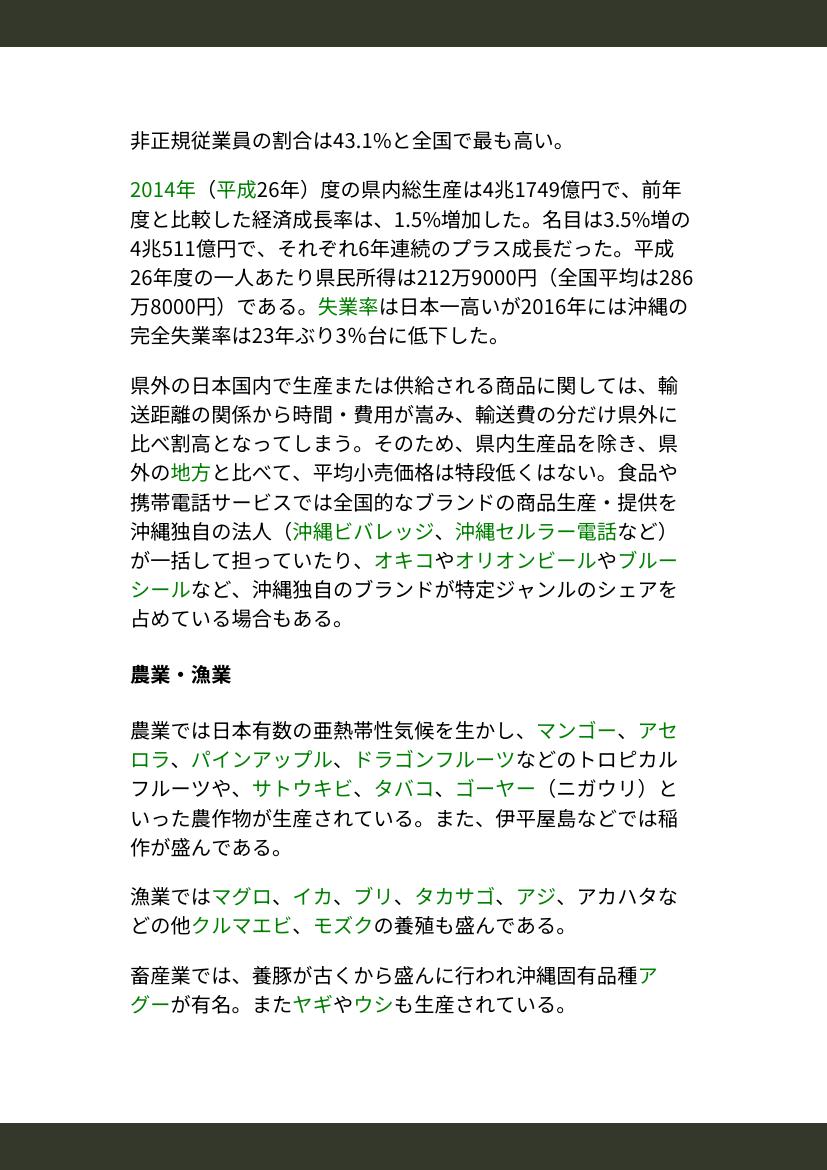 非正規従業員の割合は43.1%と全国で最も高い。
2014年（平成26年）度の県内総生産は4兆1749億円で、前年
度と比較した経済成長率は、1.5%増加した。名目は3.5%増の
4兆511億円で、それぞれ6年連続のプラス成長だった。平成
26年度の一人あたり県民所得は212万9000円（全国平均は286
万8000円）である。失業率は日本一高いが2016年には沖縄の
完全失業率は23年ぶり3％台に低下した。
県外の日本国内で生産または供給される商品に関しては、輸
送距離の関係から時間・費用が嵩み、輸送費の分だけ県外に
比べ割高となってしまう。そのため、県内生産品を除き、県
外の地方と比べて、平均小売価格は特段低くはない。食品や
携帯電話サービスでは全国的なブランドの商品生産・提供を
沖縄独自の法人（沖縄ビバレッジ、沖縄セルラー電話など）
が一括して担っていたり、オキコやオリオンビールやブルー
シールなど、沖縄独自のブランドが特定ジャンルのシェアを
占めている場合もある。
農業・漁業
農業では日本有数の亜熱帯性気候を生かし、マンゴー、アセ
ロラ、パインアップル、ドラゴンフルーツなどのトロピカル
フルーツや、サトウキビ、タバコ、ゴーヤー（ニガウリ）と
いった農作物が生産されている。また、伊平屋島などでは稲
作が盛んである。
漁業ではマグロ、イカ、ブリ、タカサゴ、アジ、アカハタな
どの他クルマエビ、モズクの養殖も盛んである。
畜産業では、養豚が古くから盛んに行われ沖縄固有品種ア
グーが有名。またヤギやウシも生産されている。